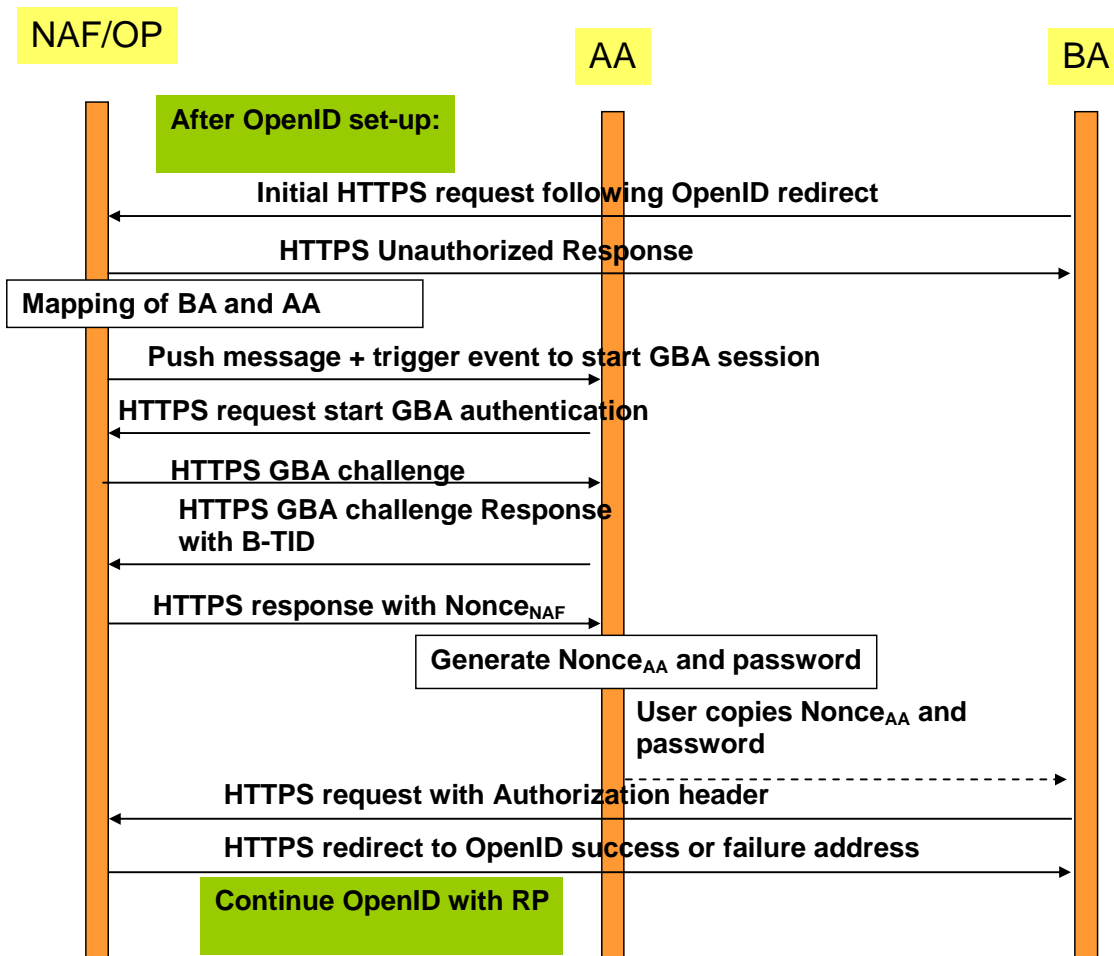 NAF/OP
AA
BA
After OpenID set-up:
Initial HTTPS request following OpenID redirect
HTTPS Unauthorized Response
Mapping of BA and AA
Push message + trigger event to start GBA session
HTTPS request start GBA authentication
HTTPS GBA challenge
HTTPS GBA challenge Response
with B-TID
HTTPS response with NonceNAF
Generate NonceAA and password
User copies NonceAA and
password
HTTPS request with Authorization header
HTTPS redirect to OpenID success or failure address
Continue OpenID with RP